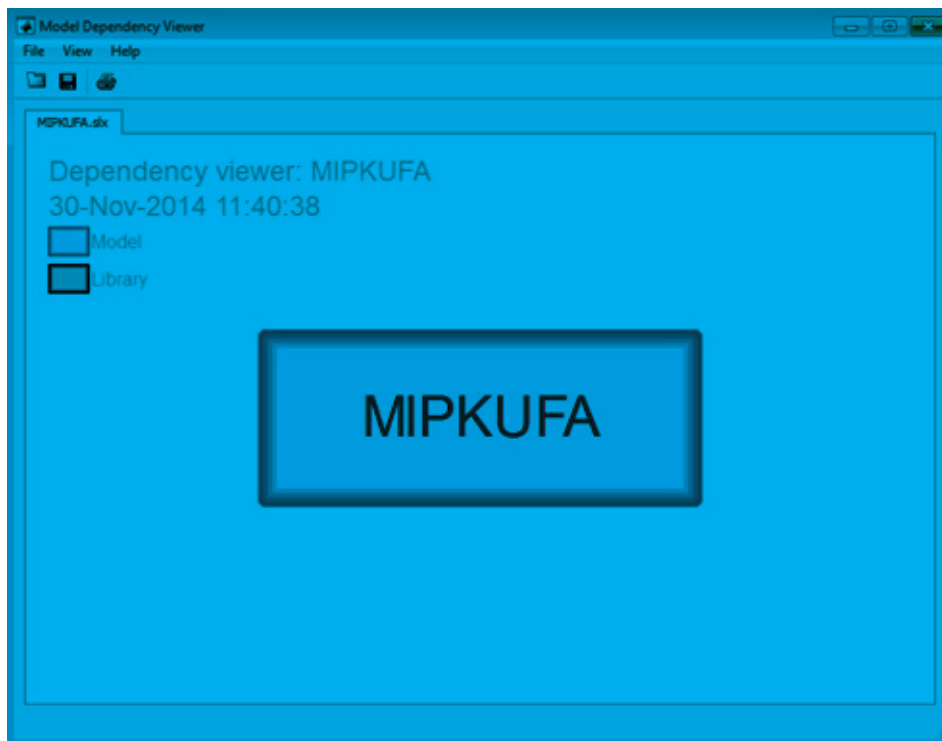 Model Dependency Viewer
File View Help
MIPKUFA.slx
Dependency viewer: MIPKUFA
30-Nov-2014 11:40:38
Model
Library
MIPKUFA